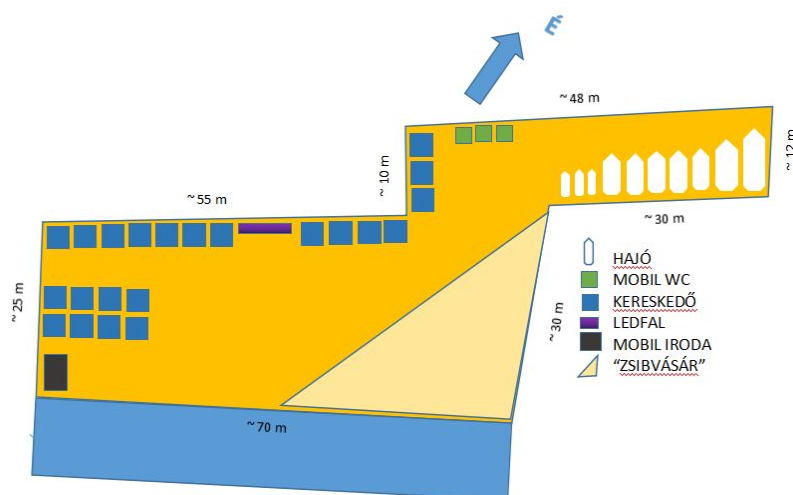 É
~ 48 m
~ 12 m
~ 10 m
~ 55 m
~ 30 m
~ 25 m
~ 30 m
~ 70 m
HAJÓ
MOBIL WC
KERESKEDŐ
LEDFAL
MOBIL IRODA
“ZSIBVÁSÁR”